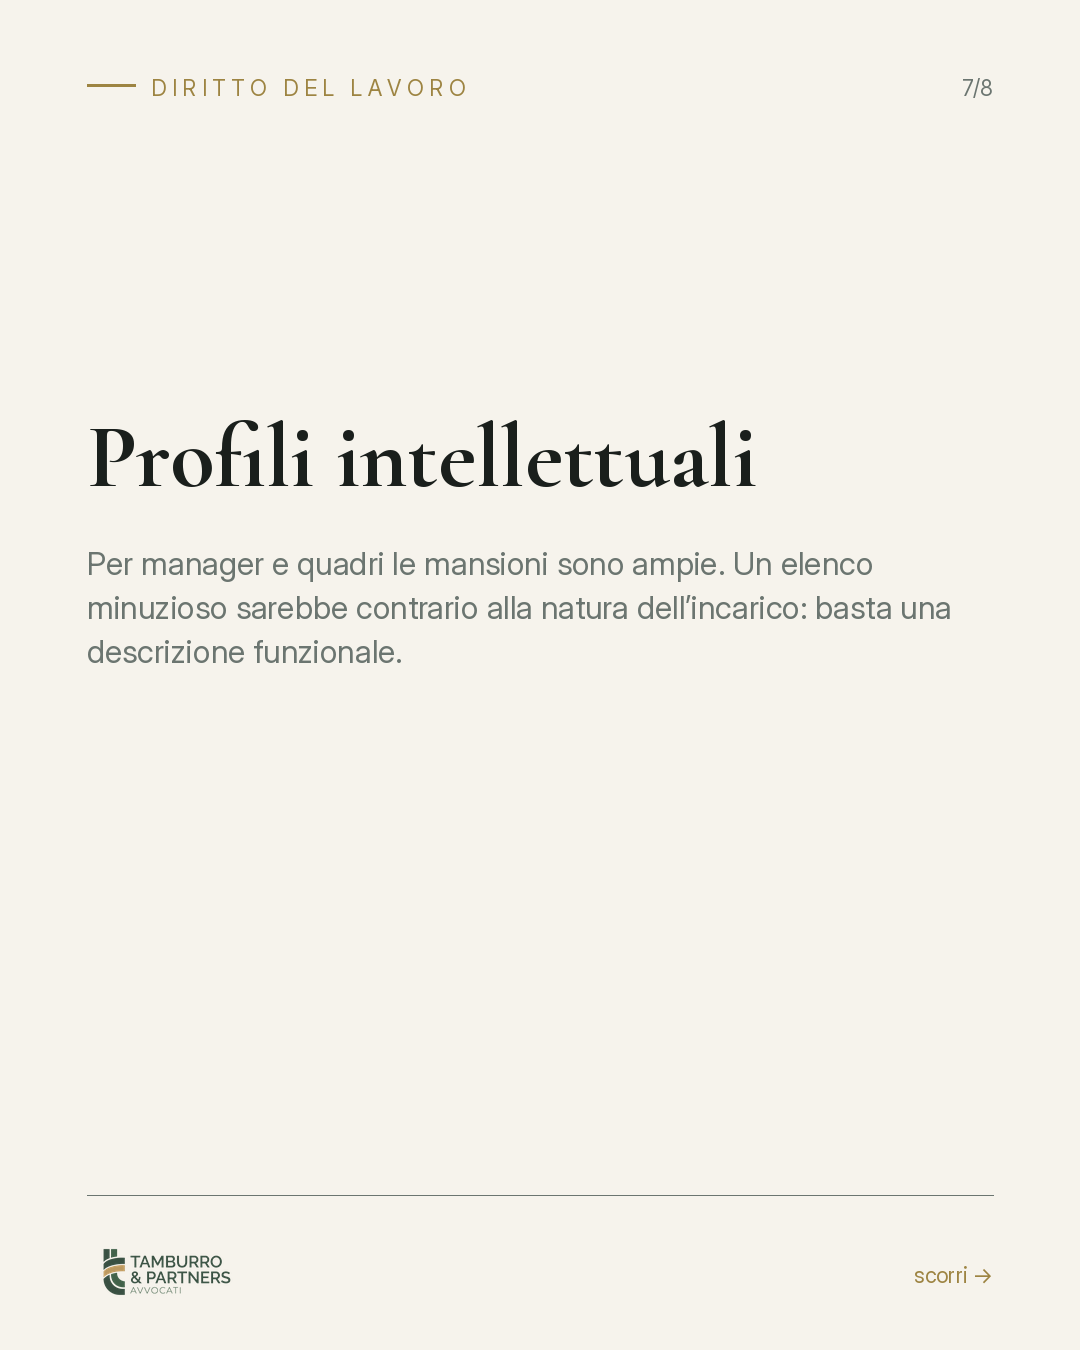 DIRITTO DEL LAVORO
7/8
Profili intellettuali
Per manager e quadri le mansioni sono ampie. Un elenco
minuzioso sarebbe contrario alla natura dell’incarico: basta una
descrizione funzionale.
TAMBURRO
& PARTNERS
AVVOCATI
scorri →